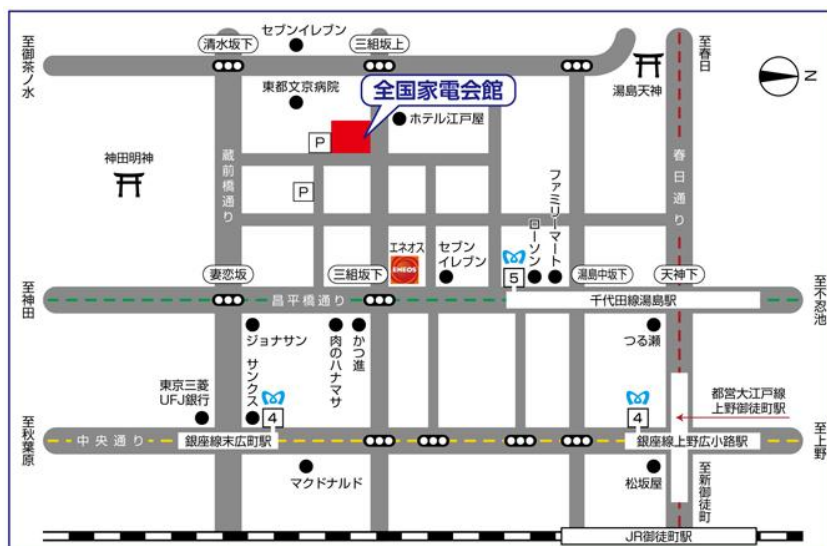 至御茶ノ水
清水坂下
セブンイレブン
三組坂上
至春日
N
東都文京病院
全国家電会館
ホテル江戸屋
湯島天神
P
神田明神
蔵前橋通り
春日通り
P
ファミリーマート
ローソン
エネオス
ENEOS
セブン
イレブン
5
妻恋坂
三組坂下
湯島中坂下
天神下
至神田
昌平橋通り
千代田線湯島駅
至不忍池
ジョナサン
サンクス
肉のハナマサ
かつ進
つる瀬
東京三菱
UFJ銀行
4
4
都営大江戸線
上野御徒町駅
至秋葉原
中央通り
銀座線末広町駅
銀座線上野広小路駅
至上野
マクドナルド
松坂屋
至新御徒町
JR御徒町駅